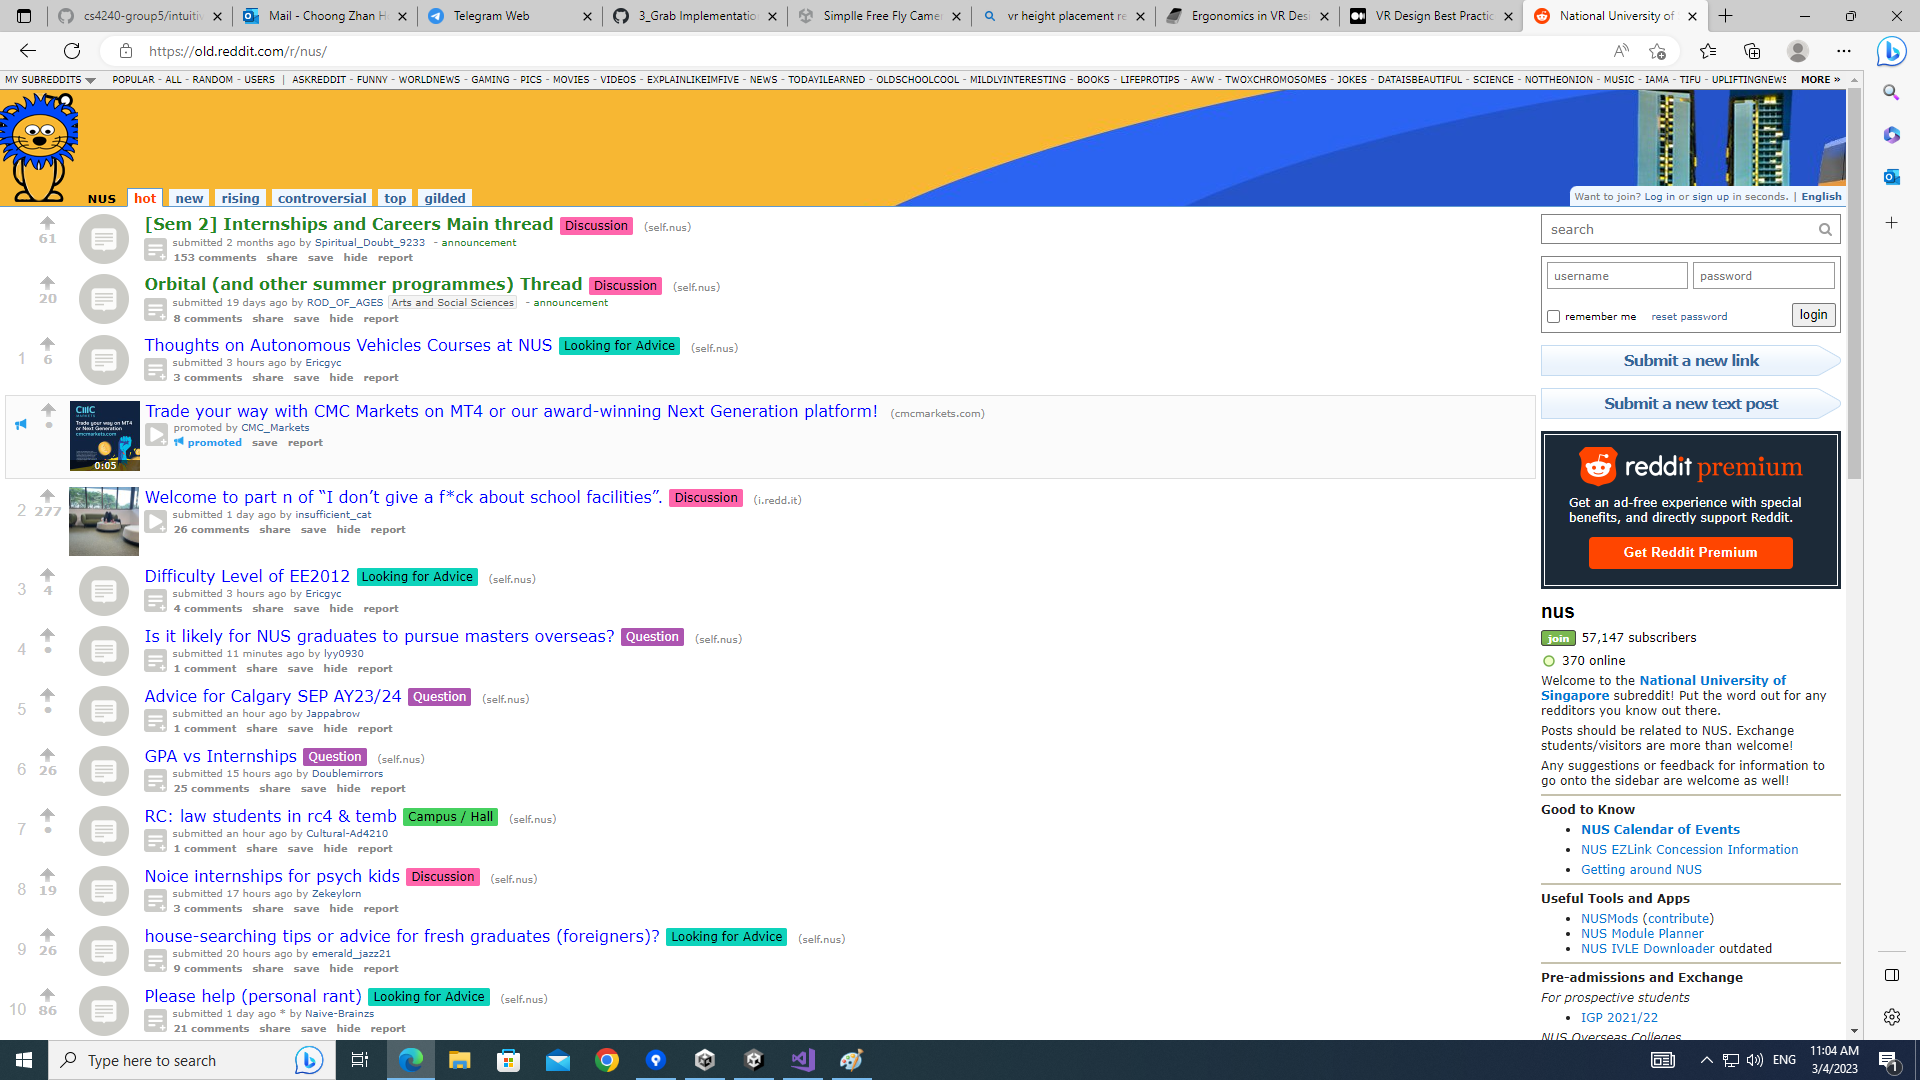 cs4240-group5/intuitiv
Mail - Choong Zhan H
Telegram Web
3_Grab Implementatio
Simplle Free Fly Came
vr height placement re
Ergonomics in VR Des
VR Design Best Practic
National University of
https://old.reddit.com/r/nus/
MY SUBREDDITS POPULAR - ALL - RANDOM - USERS | ASKREDDIT - FUNNY - WORLDNEWS - GAMING - PICS - MOVIES - VIDEOS - EXPLAINLIKEIMFIVE - NEWS - TODAYILEARNED - OLDSCHOOLCOOL - MILDLYINTERESTING - BOOKS - LIFEPROTIPS - AWW - TWOXCHROMOSOMES - JOKES - DATAISBEAUTIFUL - SCIENCE - NOTTHEONION - MUSIC - IAMA - TIFU - UPLIFTINGNEWS MORE »
NUS hot new rising controversial top gilded
Want to join? Log in or sign up in seconds. | English
61
[Sem 2] Internships and Careers Main thread Discussion (self.nus)
submitted 2 months ago by Spiritual_Doubt_9233 - announcement
153 comments share save hide report
20
Orbital (and other summer programmes) Thread Discussion (self.nus)
submitted 19 days ago by ROD_OF_AGES Arts and Social Sciences - announcement
8 comments share save hide report
1 6
Thoughts on Autonomous Vehicles Courses at NUS Looking for Advice (self.nus)
submitted 3 hours ago by Ericgyc
3 comments share save hide report
CMC
MARKETS
Trade your way on MT4
or Next Generation
cmcmarkets.com
0:05
Trade your way with CMC Markets on MT4 or our award-winning Next Generation platform! (cmcmarkets.com)
promoted by CMC_Markets
promoted save report
2 277
Welcome to part n of “I don’t give a f*ck about school facilities”. Discussion (i.redd.it)
submitted 1 day ago by insufficient_cat
26 comments share save hide report
3 4
Difficulty Level of EE2012 Looking for Advice (self.nus)
submitted 3 hours ago by Ericgyc
4 comments share save hide report
4 •
Is it likely for NUS graduates to pursue masters overseas? Question (self.nus)
submitted 11 minutes ago by lyy0930
1 comment share save hide report
5 •
Advice for Calgary SEP AY23/24 Question (self.nus)
submitted an hour ago by Jappabrow
1 comment share save hide report
6 26
GPA vs Internships Question (self.nus)
submitted 15 hours ago by Doublemirrors
25 comments share save hide report
7 •
RC: law students in rc4 & temb Campus / Hall (self.nus)
submitted an hour ago by Cultural-Ad4210
1 comment share save hide report
8 19
Noice internships for psych kids Discussion (self.nus)
submitted 17 hours ago by Zekeylorn
3 comments share save hide report
9 26
house-searching tips or advice for fresh graduates (foreigners)? Looking for Advice (self.nus)
submitted 20 hours ago by emerald_jazz21
9 comments share save hide report
10 86
Please help (personal rant) Looking for Advice (self.nus)
submitted 1 day ago * by Naive-Brainzs
21 comments share save hide report
search
username password
remember me reset password login
Submit a new link
Submit a new text post
reddit premium
Get an ad-free experience with special
benefits, and directly support Reddit.
Get Reddit Premium
nus
join 57,147 subscribers
370 online
Welcome to the National University of
Singapore subreddit! Put the word out for any
redditors you know out there.
Posts should be related to NUS. Exchange
students/visitors are more than welcome!
Any suggestions or feedback for information to
go onto the sidebar are welcome as well!
Good to Know
• NUS Calendar of Events
• NUS EZLink Concession Information
• Getting around NUS
Useful Tools and Apps
• NUSMods (contribute)
• NUS Module Planner
• NUS IVLE Downloader outdated
Pre-admissions and Exchange
For prospective students
• IGP 2021/22
NUS Overseas Colleges
Type here to search
ENG
11:04 AM
3/4/2023
1